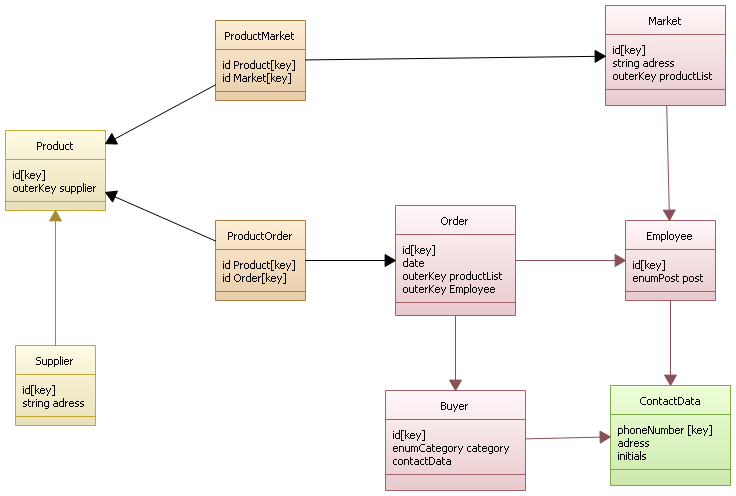 ProductMarket
id Product[key]
id Market[key]
Market
id[key]
string adress
outerKey productList
Product
id[key]
outerKey supplier
ProductOrder
id Product[key]
id Order[key]
Order
id[key]
date
outerKey productList
outerKey Employee
Employee
id[key]
enumPost post
Supplier
id[key]
string adress
Buyer
id[key]
enumCategory category
contactData
ContactData
phoneNumber [key]
adress
initials